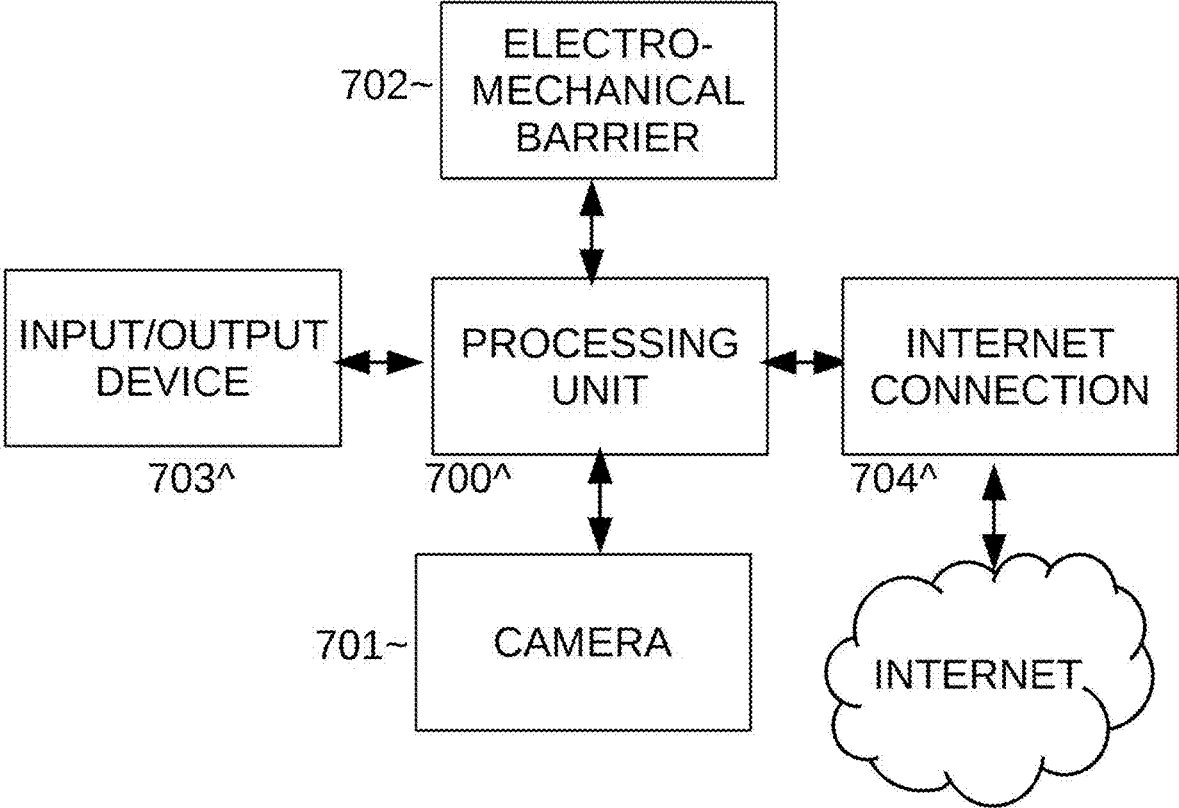 ELECTRO-
702~
MECHANICAL
BARRIER
INPUT/OUTPUT
DEVICE
PROCESSING
UNIT
INTERNET
CONNECTION
703^
700^
704^
701~
CAMERA
INTERNET